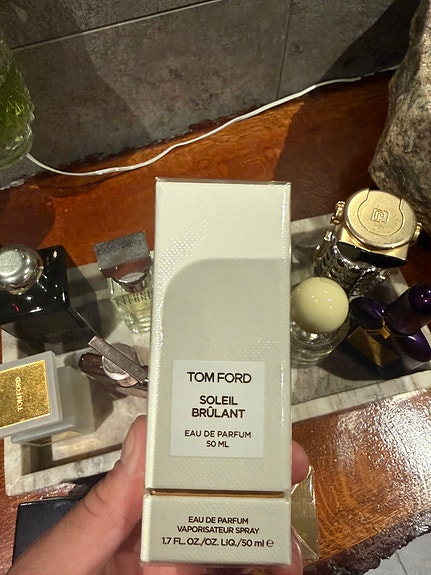 TOM FORD
SOLEIL
BRÛLANT
EAU DE PARFUM
50 ML
EAU DE PARFUM
VAPORISATEUR SPRAY
1.7 FL. OZ./OZ. LIQ./50 ml e
TOM FORD